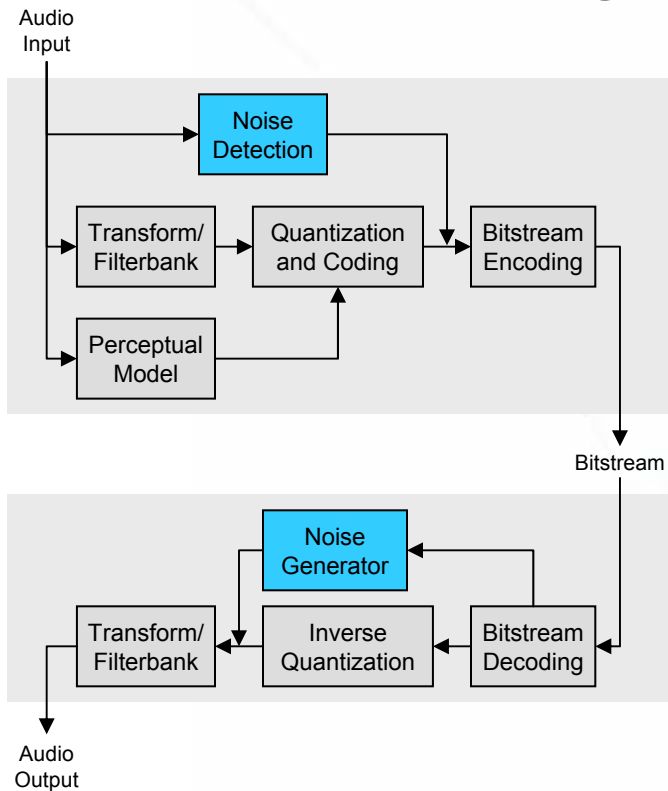 Audio
Input
Noise
Detection
Transform/
Filterbank
Quantization
and Coding
Bitstream
Encoding
Perceptual
Model
Bitstream
Noise
Generator
Transform/
Filterbank
Inverse
Quantization
Bitstream
Decoding
Audio
Output